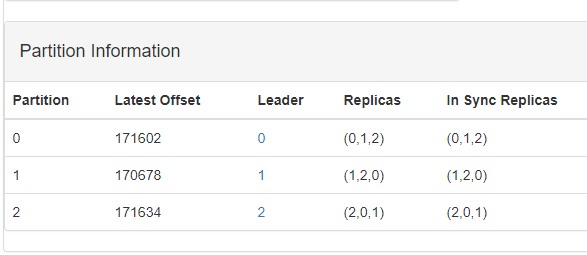 Partition Information
Partition Latest Offset Leader Replicas In Sync Replicas
0 171602 0 (0,1,2) (0,1,2)
1 170678 1 (1,2,0) (1,2,0)
2 171634 2 (2,0,1) (2,0,1)